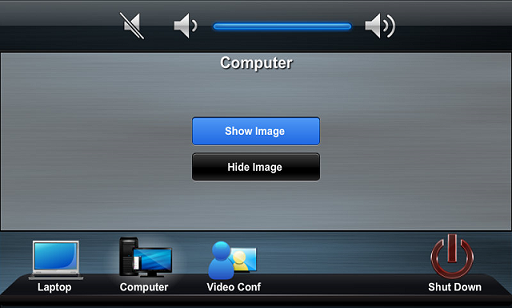 Computer
Show Image
Hide Image
Laptop
Computer
Video Conf
Shut Down